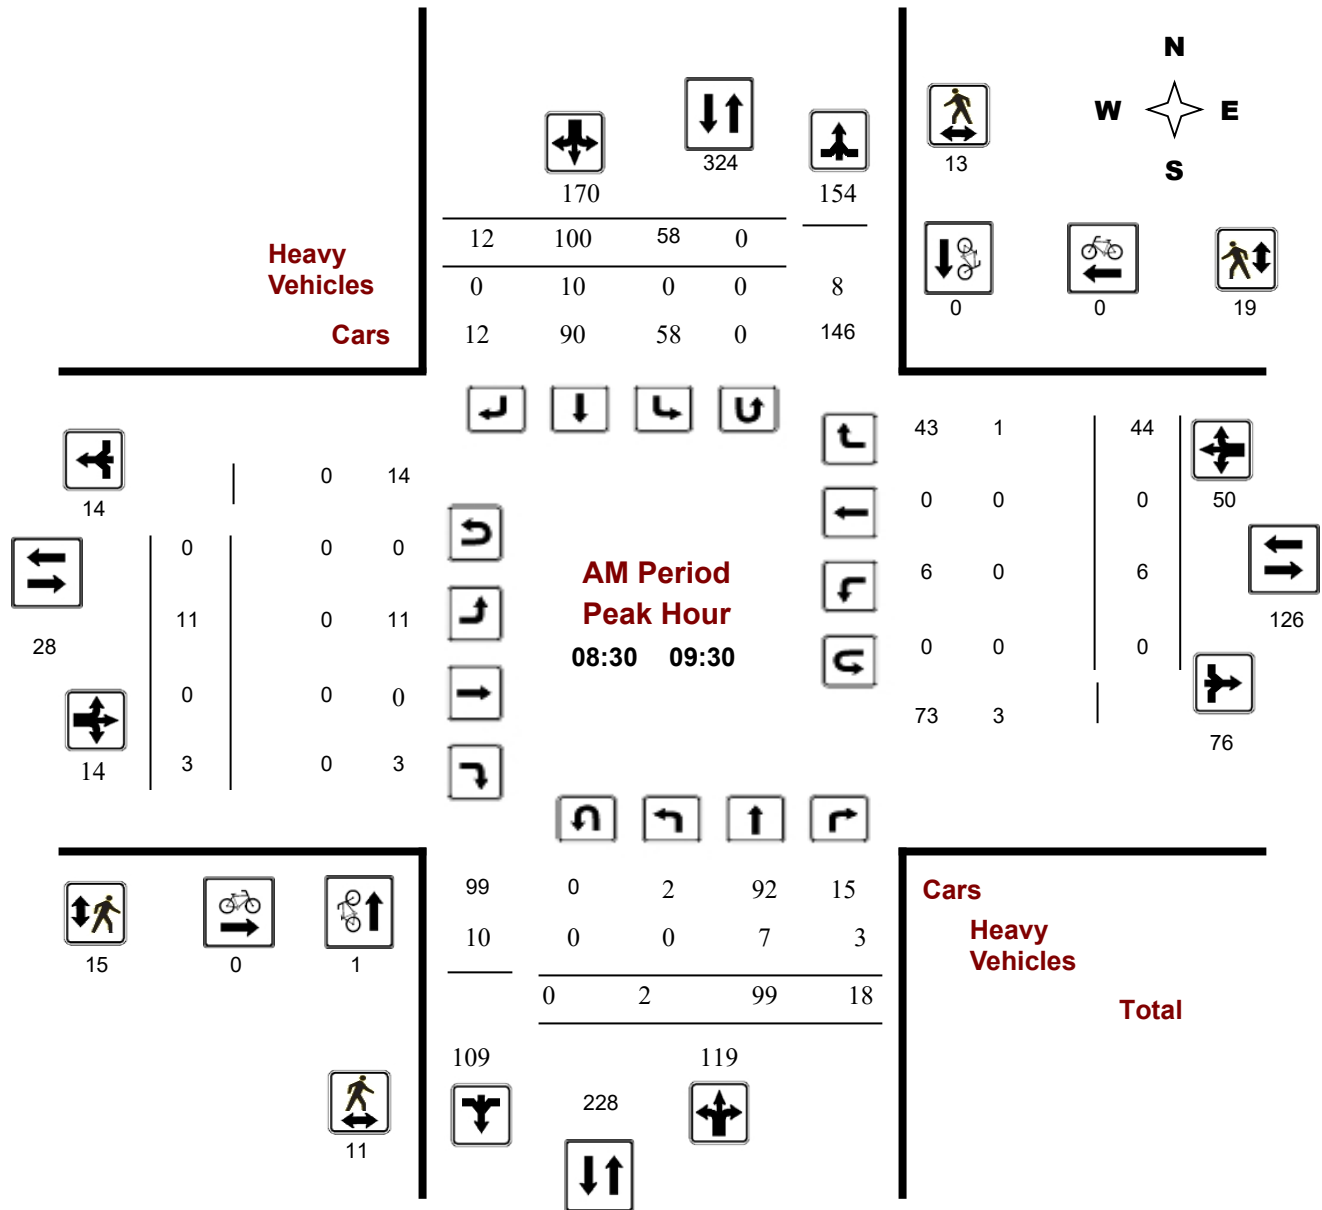 N
W E
S
324
13
170 154
12 100 58 0
Heavy
Vehicles
0 10 0 0 8
0 0 19
Cars 12 90 58 0 146
43 1 44
0 14
14
0 0 0 50
0 0 0
AM Period
6 0 6
Peak Hour
11 0 11 126
28
08:30 09:30
0 0 0
0 0 0
73 3
76
14 3 0 3
99 0 2 92 15 Cars
10 0 0 7 3 Heavy
Vehicles
15 0 1
0 2 99 18
Total
109 119
228
11